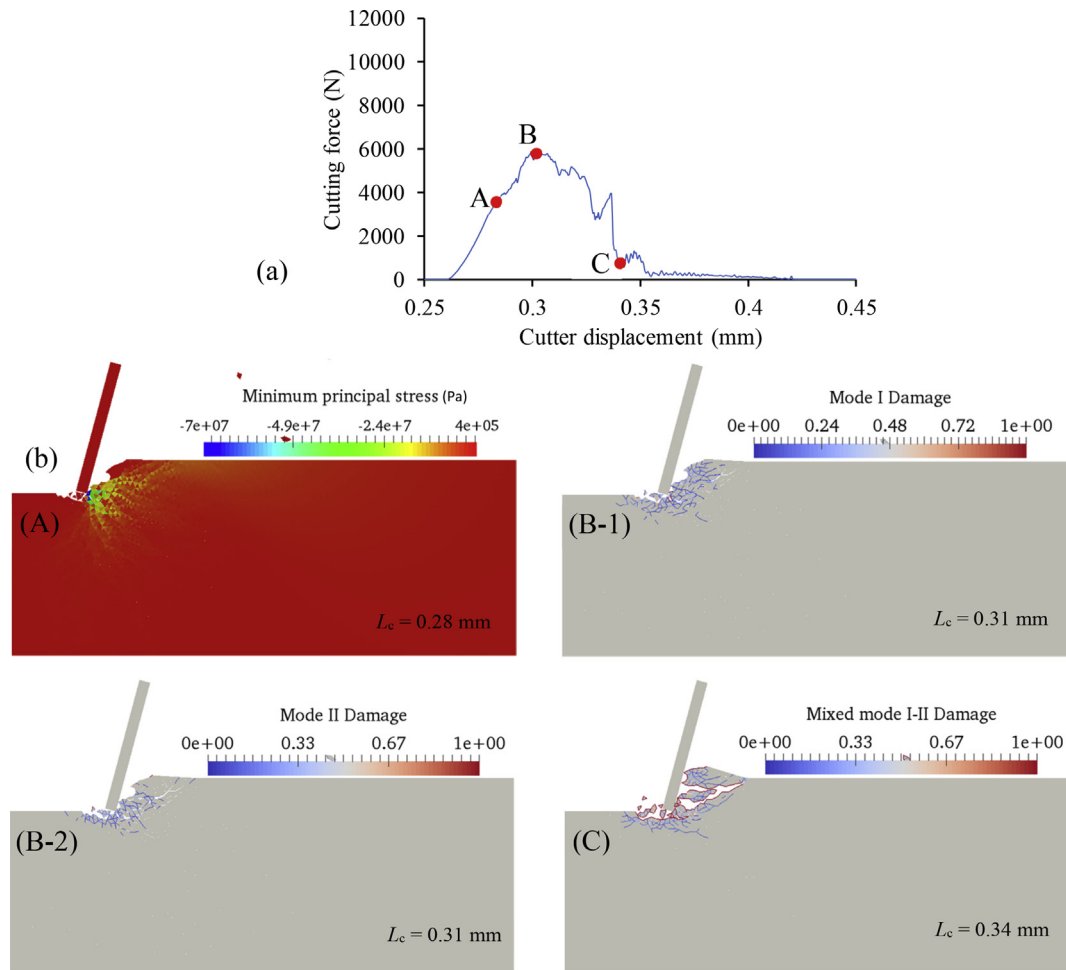 12000
10000
8000
6000
4000
2000
0
Cutting force (N)
B
A
C
(a)
0.25 0.3 0.35 0.4 0.45
Cutter displacement (mm)
Minimum principal stress (Pa)
-7e+07 -4.9e+7 -2.24e+7 4e+05
(b)
(A)
Lc = 0.28 mm
Mode I Damage
0e+00 0.24 0.48 0.72 1e+00
(B-1)
Lc = 0.31 mm
Mode II Damage
0e+00 0.33 0.67 1e+00
(B-2)
Lc = 0.31 mm
Mixed mode I-II Damage
0e+00 0.33 0.67 1e+00
(C)
Lc = 0.34 mm